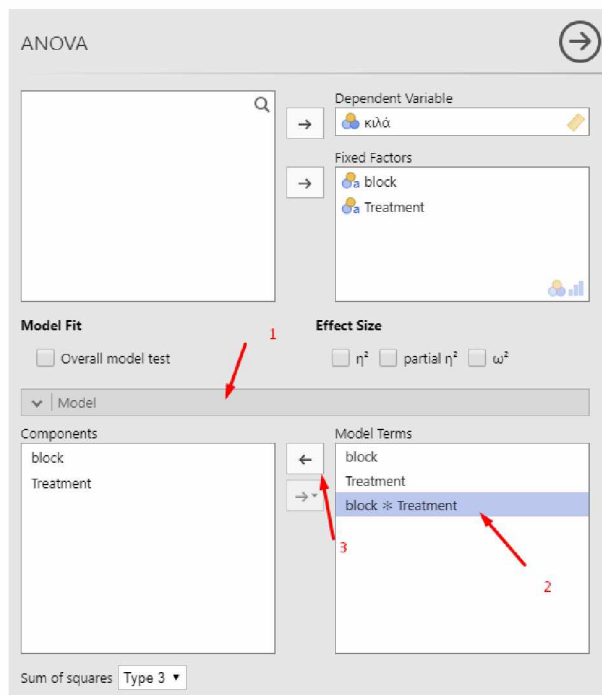 ANOVA
Dependent Variable
κιλά
Fixed Factors
block
Treatment
Model Fit
Effect Size
1
Overall model test
η² partial η² ω²
Model
Components
Model Terms
block
Treatment
block
Treatment
block ✻ Treatment
3
2
Sum of squares Type 3